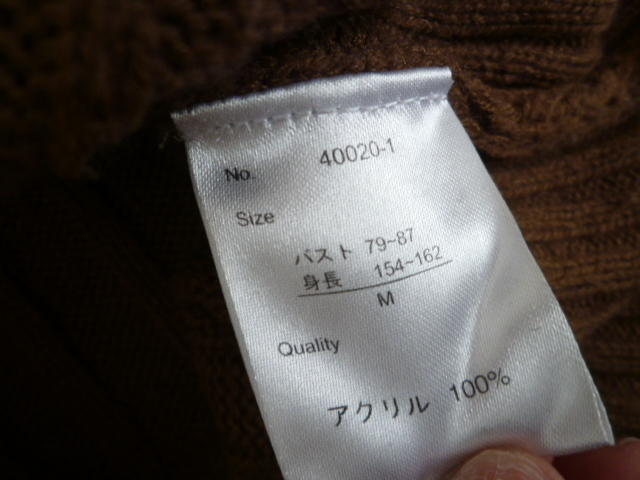 No. 40020-1
Size
バスト 79~87
身長 154~162
M
Quality
アクリル 100%